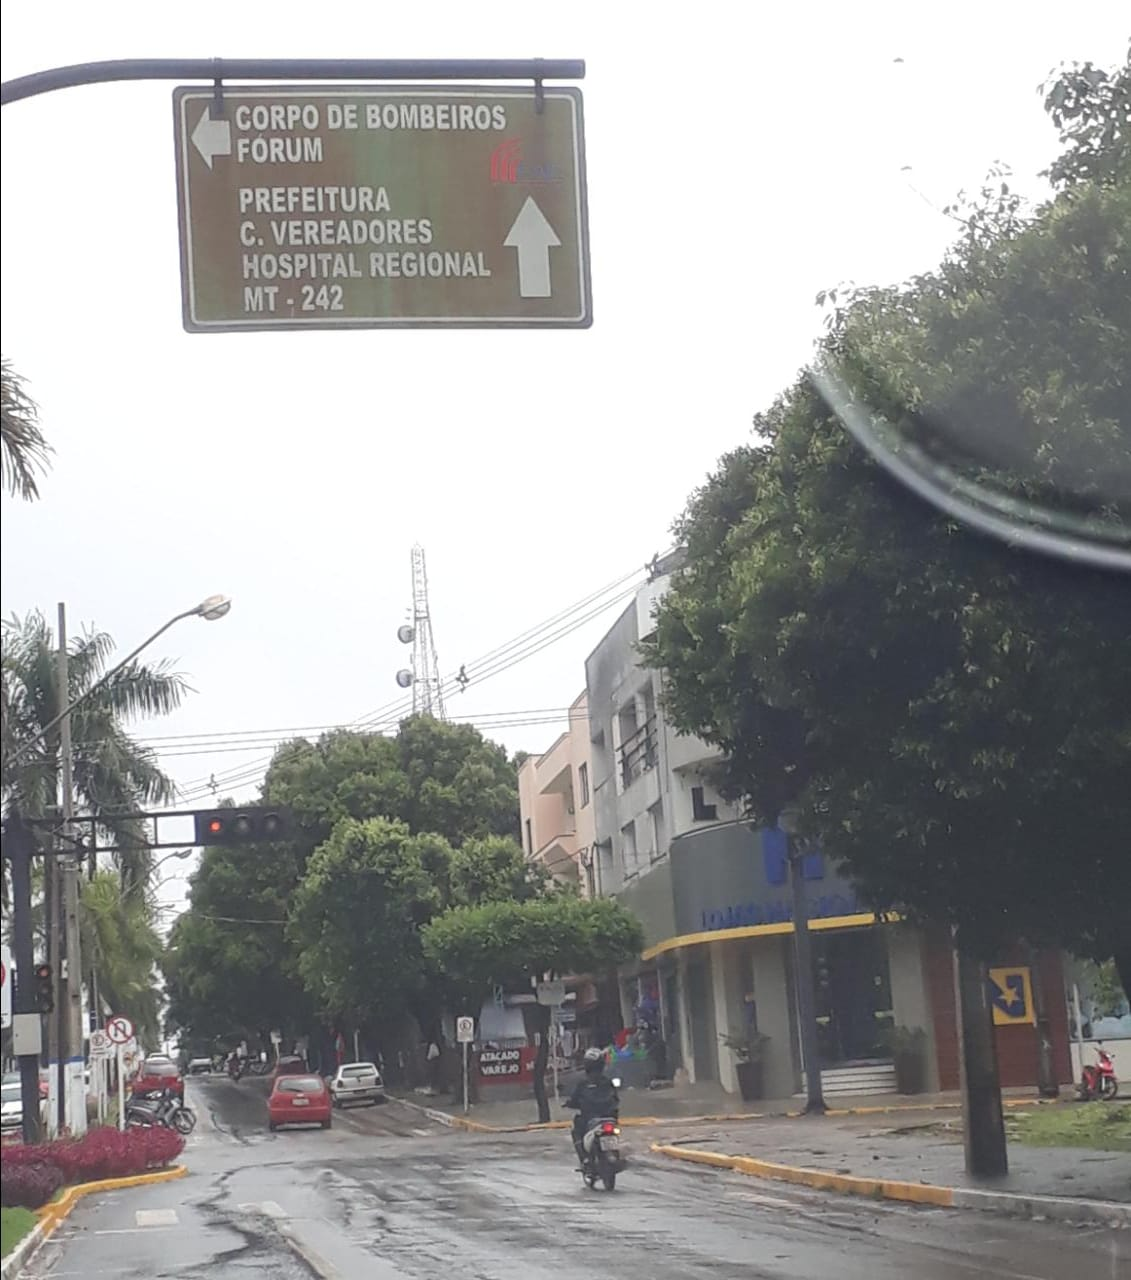 CORPO DE BOMBEIROS
FÓRUM
PREFEITURA
C. VEREADORES
HOSPITAL REGIONAL
MT - 242
ATACADO
VAREJO